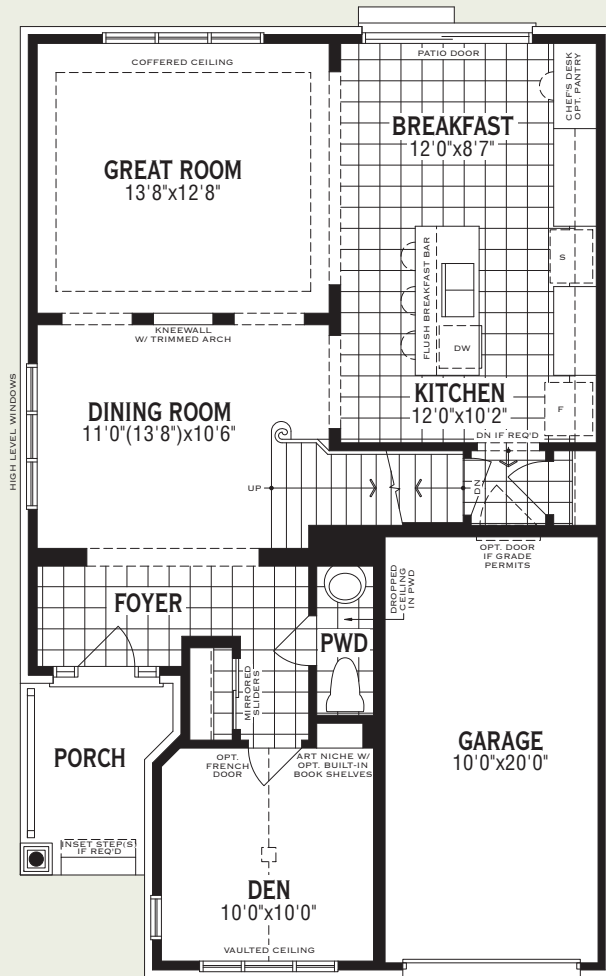 COFFERED CEILING
PATIO DOOR
CHEF'S DESK
OPT. PANTRY
GREAT ROOM
13'8"x12'8"
BREAKFAST
12'0"x8'7"
FLUSH BREAKFAST BAR
S
DW
KNEEWALL
W/ TRIMMED ARCH
HIGH LEVEL WINDOWS
DINING ROOM
11'0"(13'8")x10'6"
KITCHEN
12'0"x10'2"
F
DN IF REQ'D
UP
DN
OPT. DOOR
IF GRADE
PERMITS
DROPPED
CEILING
IN PWD
FOYER
PWD
MIRRORED
SLIDERS
PORCH
OPT.
FRENCH
DOOR
ART NICHE W/
OPT. BUILT-IN
BOOK SHELVES
GARAGE
10'0"x20'0"
INSET STEP(S)
IF REQ'D
DEN
10'0"x10'0"
VAULTED CEILING